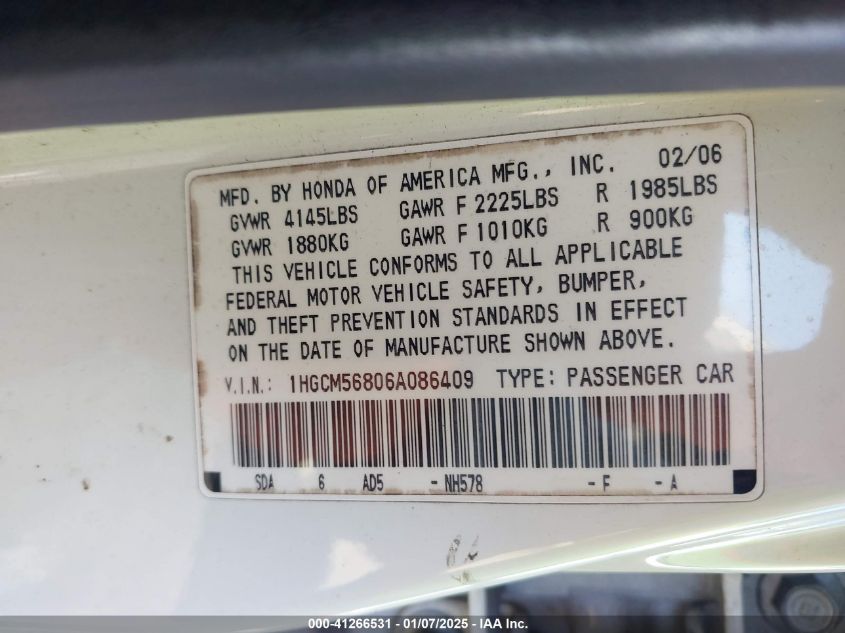 MFD. BY HONDA OF AMERICA MFG., INC. 02/06
GVWR 4145LBS GAWR F 2225LBS R 1985LBS
GVWR 1880KG GAWR F 1010KG R 900KG
THIS VEHICLE CONFORMS TO ALL APPLICABLE
FEDERAL MOTOR VEHICLE SAFETY, BUMPER,
AND THEFT PREVENTION STANDARDS IN EFFECT
ON THE DATE OF MANUFACTURE SHOWN ABOVE.
V.I.N.: 1HGCM56806A086409 TYPE: PASSENGER CAR
SDA 6 AD5 - NH578 - F - A
000-41266531 - 01/07/2025 - IAA Inc.